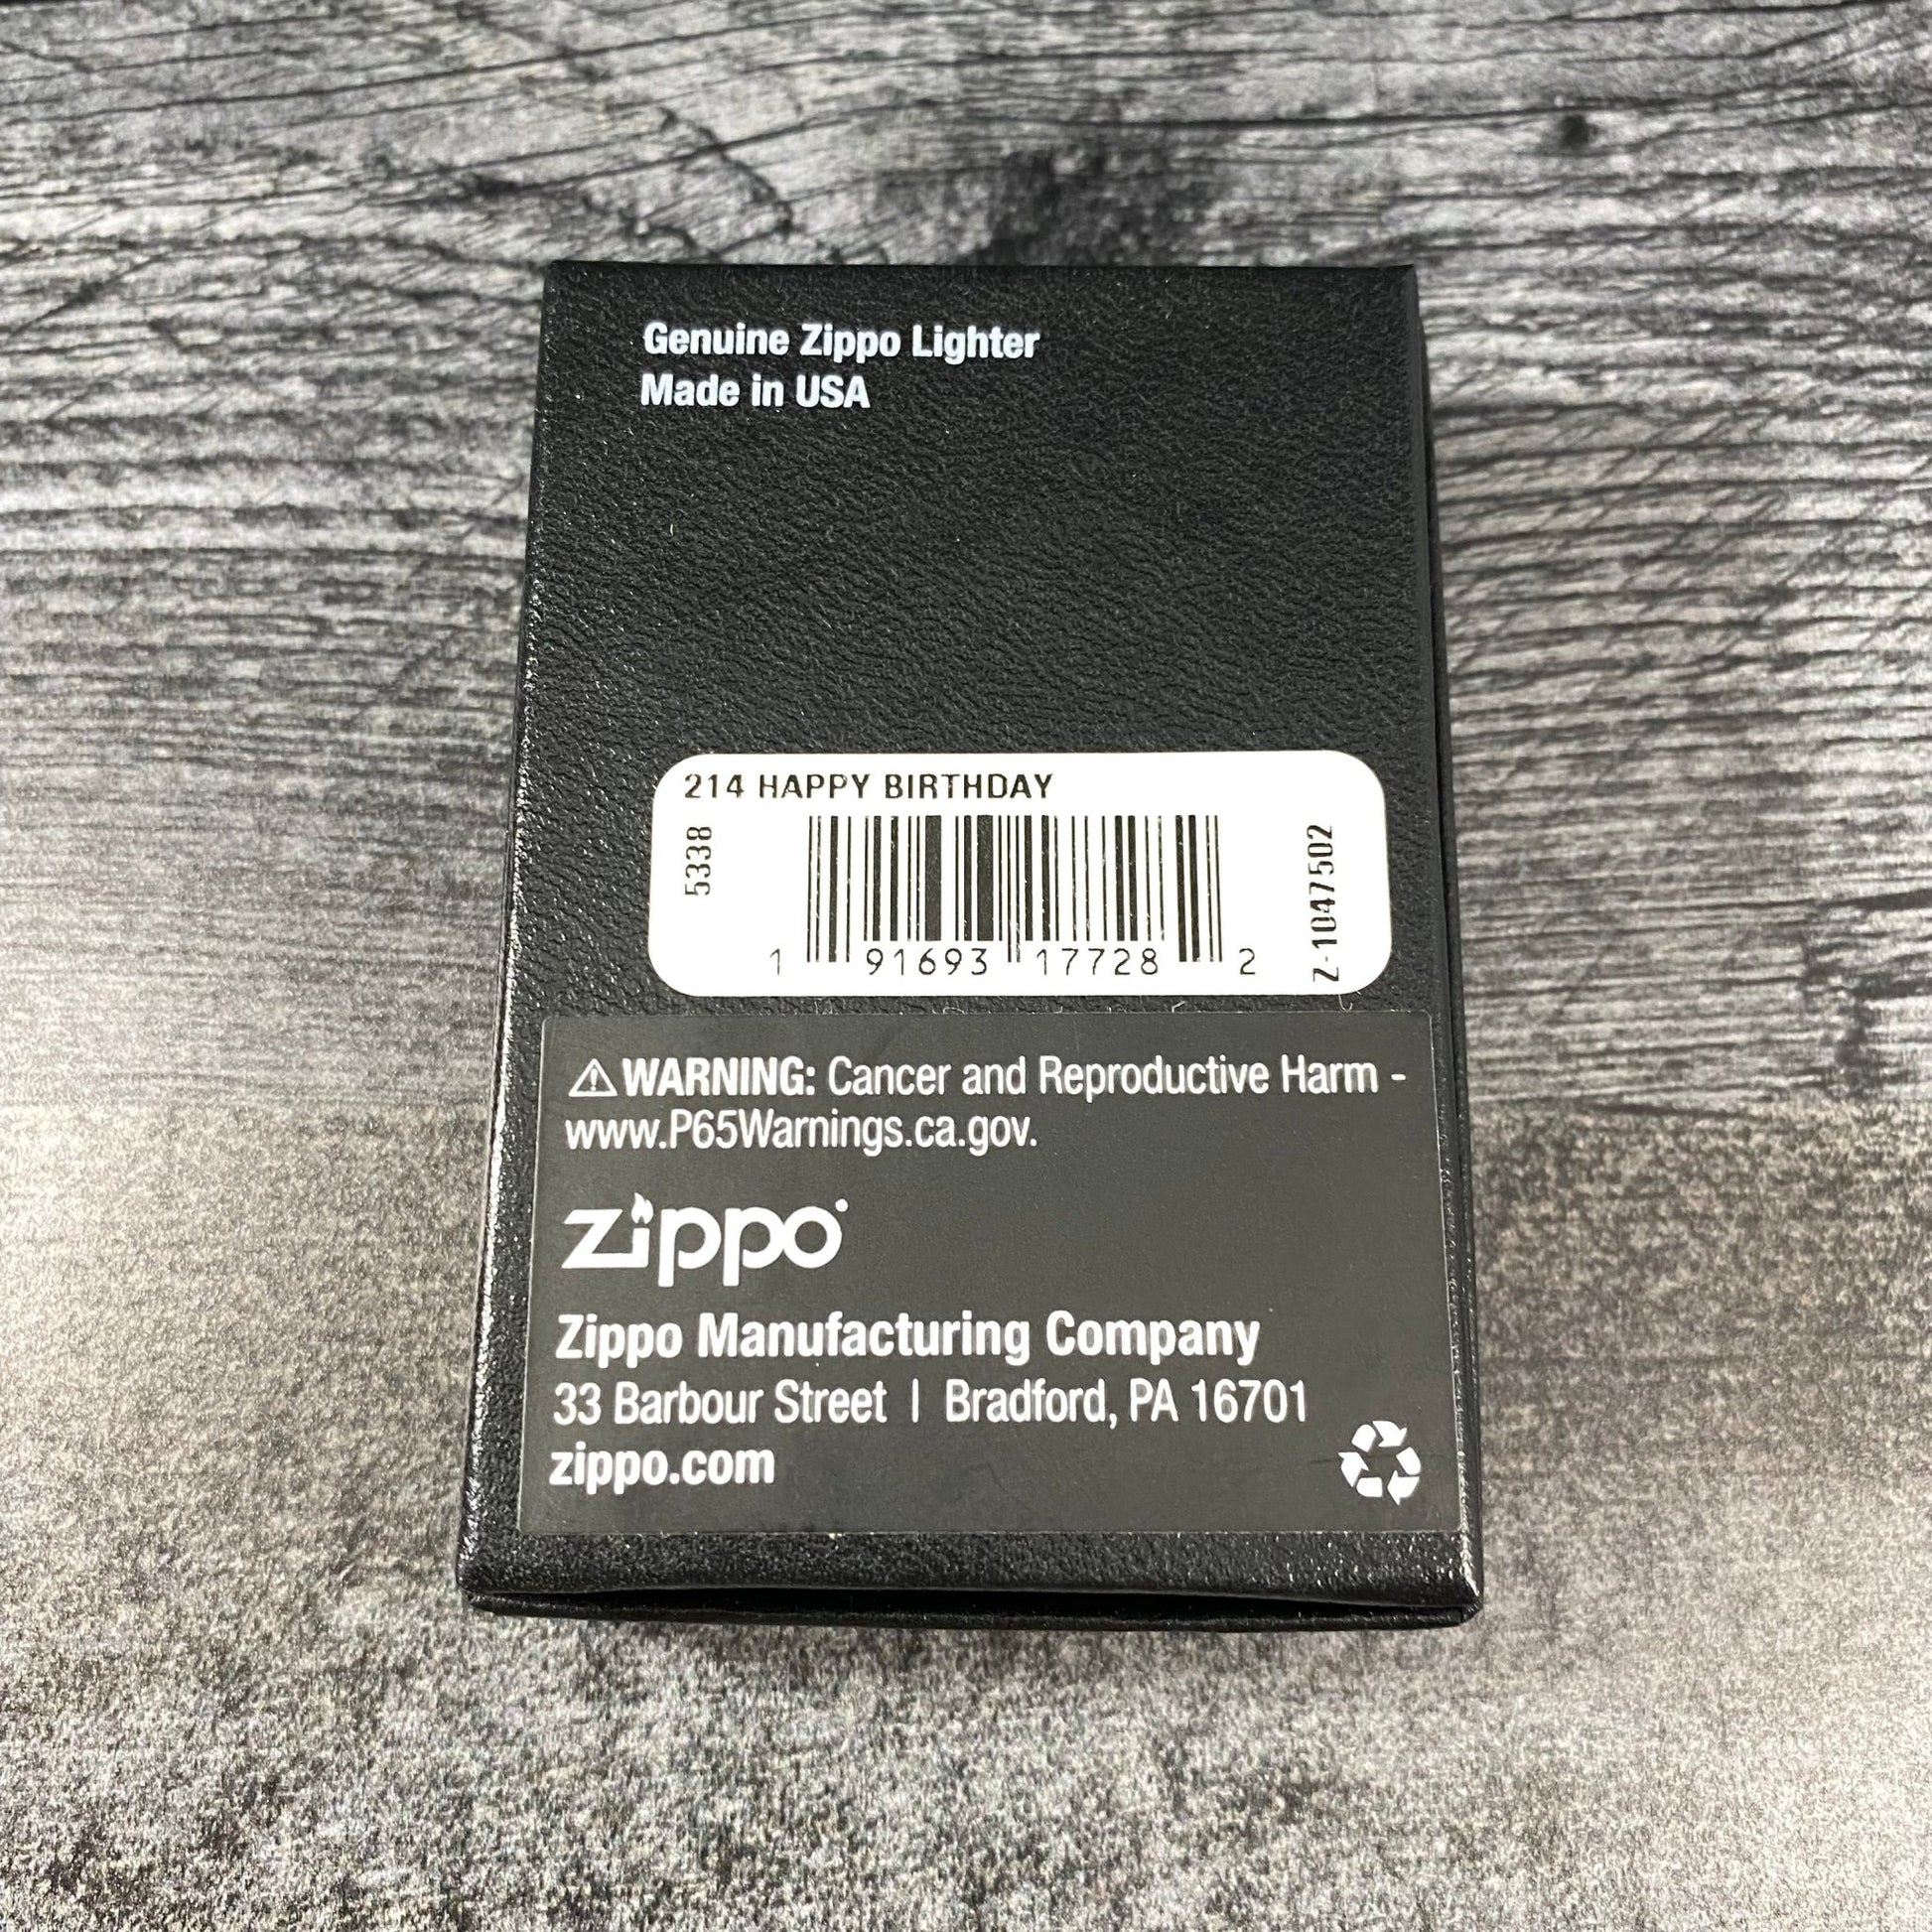 Genuine Zippo Lighter
Made in USA
214 HAPPY BIRTHDAY
5338
1 91693 17728 2
Z-1047502
⚠WARNING: Cancer and Reproductive Harm -
www.P65Warnings.ca.gov.
zippo
Zippo Manufacturing Company
33 Barbour Street | Bradford, PA 16701
zippo.com